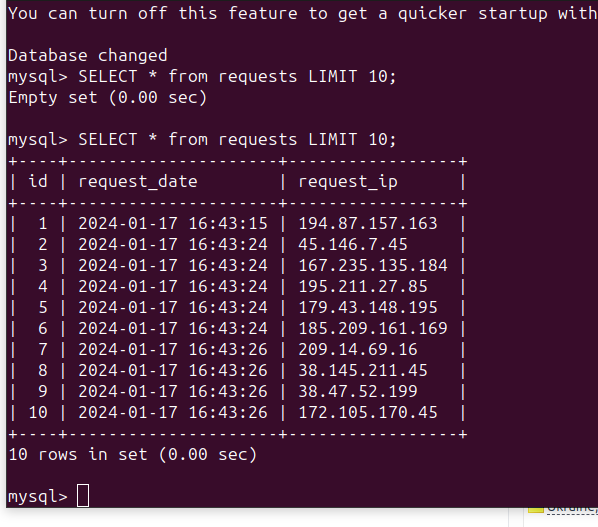 You can turn off this feature to get a quicker startup with
Database changed
mysql> SELECT * from requests LIMIT 10;
Empty set (0.00 sec)
mysql> SELECT * from requests LIMIT 10;
+----+---------------------+-----------------+
| id | request_date        | request_ip      |
+----+---------------------+-----------------+
|  1 | 2024-01-17 16:43:15 | 194.87.157.163  |
|  2 | 2024-01-17 16:43:24 | 45.146.7.45     |
|  3 | 2024-01-17 16:43:24 | 167.235.135.184 |
|  4 | 2024-01-17 16:43:24 | 195.211.27.85   |
|  5 | 2024-01-17 16:43:24 | 179.43.148.195  |
|  6 | 2024-01-17 16:43:24 | 185.209.161.169 |
|  7 | 2024-01-17 16:43:26 | 209.14.69.16    |
|  8 | 2024-01-17 16:43:26 | 38.145.211.45   |
|  9 | 2024-01-17 16:43:26 | 38.47.52.199    |
| 10 | 2024-01-17 16:43:26 | 172.105.170.45  |
+----+---------------------+-----------------+
10 rows in set (0.00 sec)
mysql>
Ukraine,